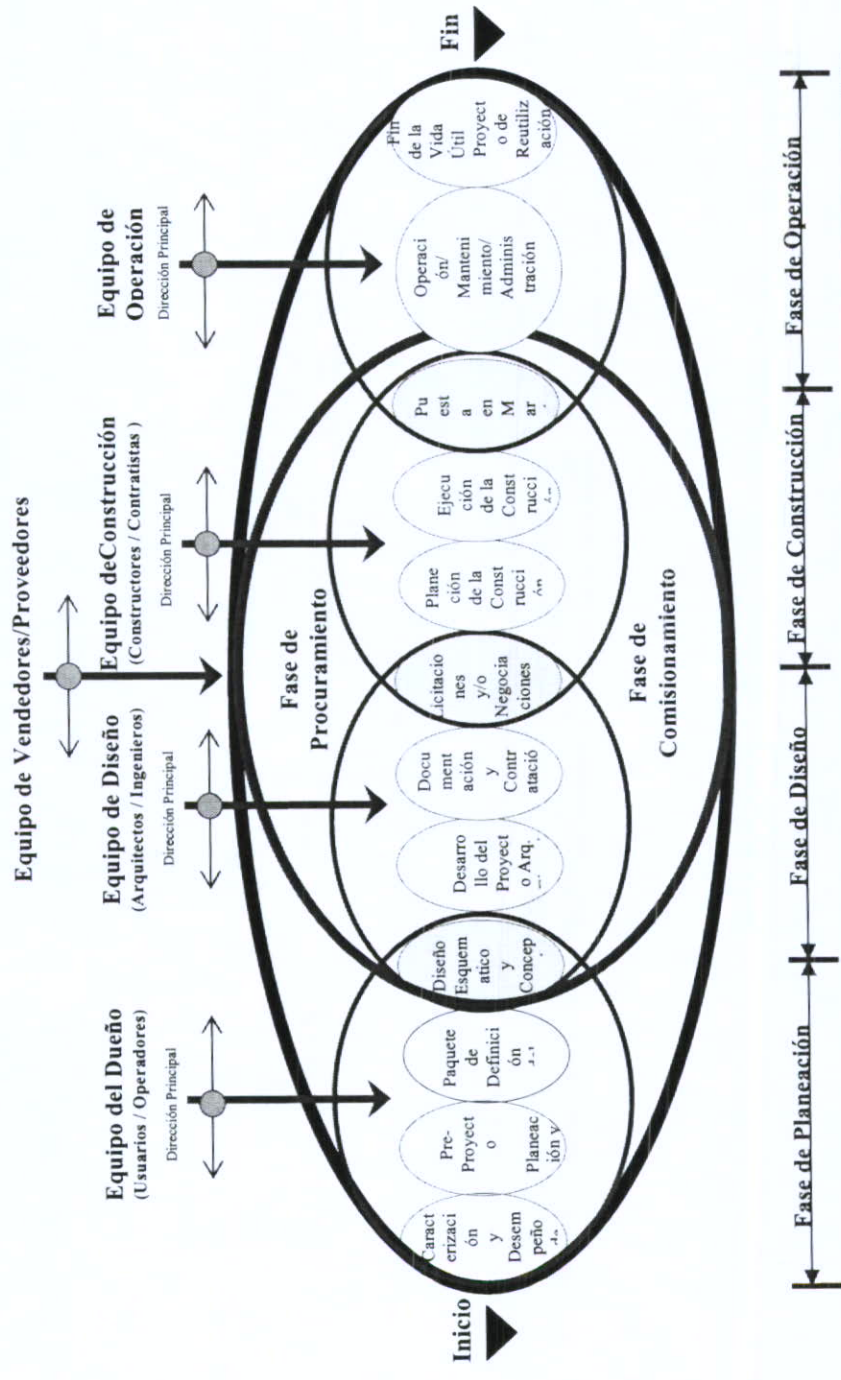 Equipo de Vendedores/Proveedores
Equipo del Dueño
(Usuarios / Operadores)
Dirección Principal
Equipo de Diseño
(Arquitectos / Ingenieros)
Dirección Principal
Equipo deConstrucción
(Constructores / Contratistas)
Dirección Principal
Equipo de
Operación
Dirección Principal
Inicio
Fin
Fase de
Procuramiento
Caract
erizaci
ón
y
Desem
peño
Pre-
Proyect
o
Planeac
ión y
Paquete
de
Definici
ón
Diseño
Esquem
atico
y
Concep
Desarro
llo del
Proyect
o Arq.
Docu
ment
ación
y
Contr
atació
Licitacio
nes
y/o
Negocia
ciones
Plane
ción
de la
Const
rucci
Ejecu
ción
de la
Const
rucci
Pu
est
a
en
M
ar
Operaci
ón/
Manteni
miento/
Adminis
tración
Fin
de la
Vida
Útil
Proyect
o de
Reutiliz
ación
Fase de
Comisionamiento
Fase de Planeación
Fase de Diseño
Fase de Construcción
Fase de Operación